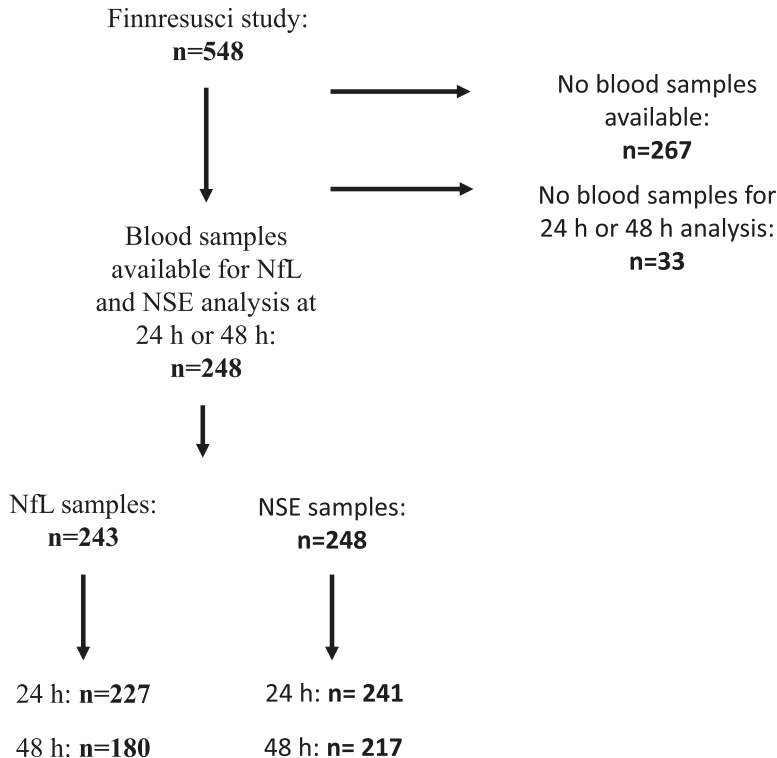 Finnresusci study:
n=548
No blood samples
available:
n=267
No blood samples for
24 h or 48 h analysis:
n=33
Blood samples
available for NfL
and NSE analysis at
24 h or 48 h:
n=248
NfL samples:
n=243
NSE samples:
n=248
24 h: n=227
24 h: n= 241
48 h: n=180
48 h: n= 217